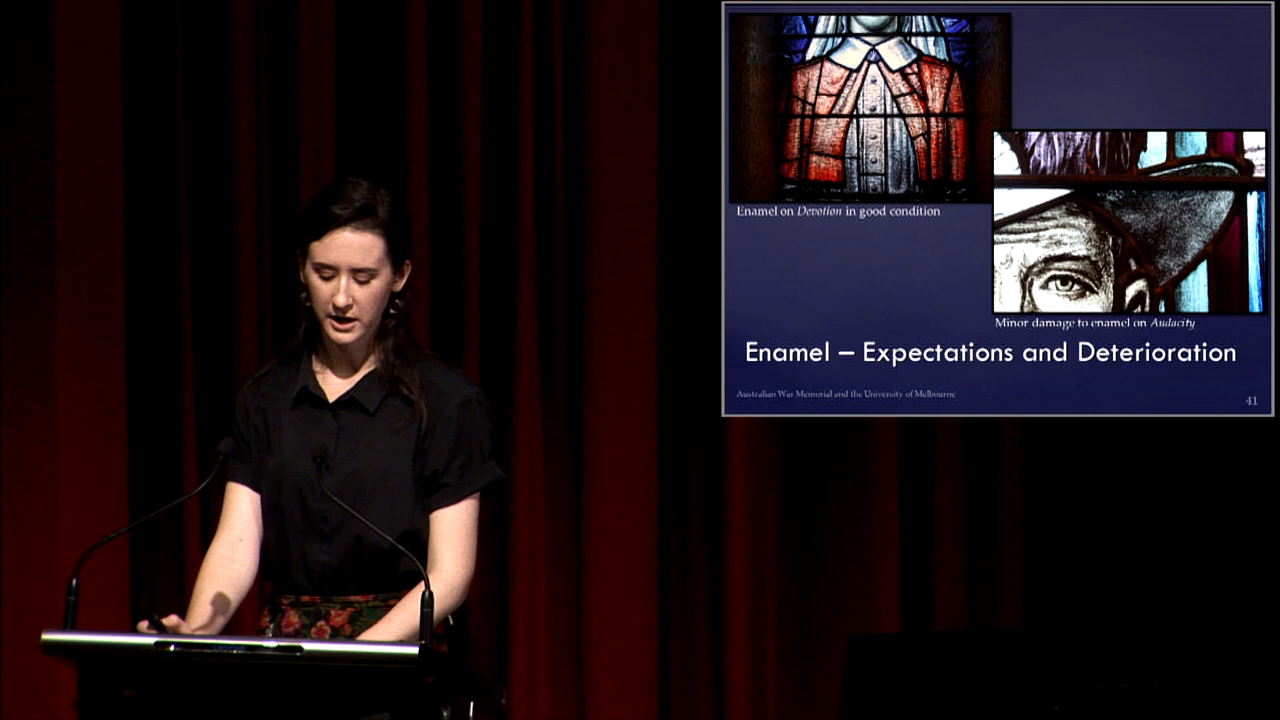 Enamel on Devotion in good condition
Minor damage to enamel on Audacity
Enamel – Expectations and Deterioration
Australian War Memorial and the University of Melbourne
41